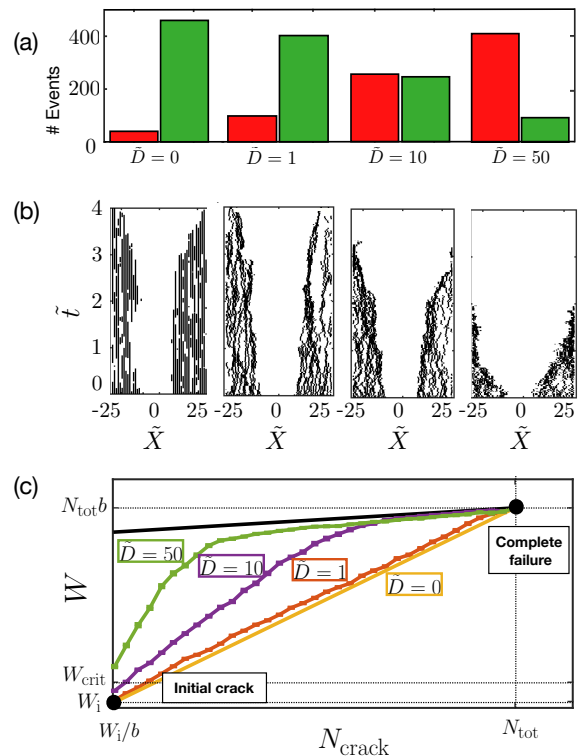 (a)
# Events
400
200
0
D̃ = 0
D̃ = 1
D̃ = 10
D̃ = 50
(b)
t̃
4
3
2
1
0
-25 0 25
-25 0 25
-25 0 25
-25 0 25
X̃
X̃
X̃
X̃
(c)
W
N_tot b
W_crit
W_i
D̃ = 50
D̃ = 10
D̃ = 1
D̃ = 0
Complete
failure
Initial crack
W_i/b
N_crack
N_tot